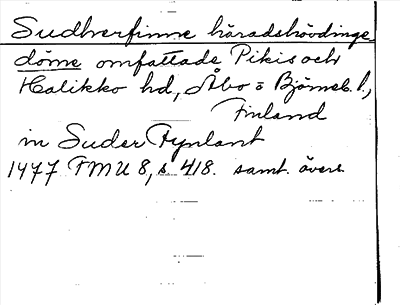 Sudherfinne häradshövdinge
döme omfattade Pikis och
Halikko hd, Åbo o Björneb. l.,
Finland
in Suder Fynlant
1477 FMU 8, s. 418. samt. övers.